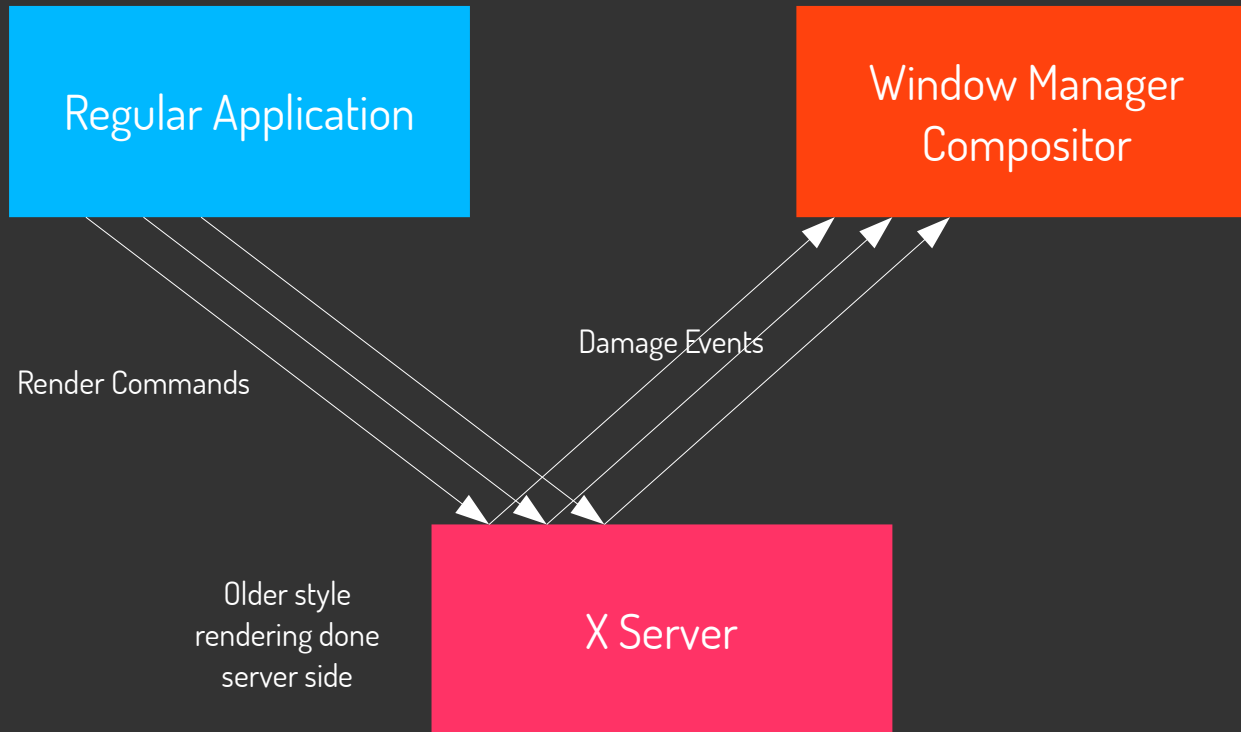 Regular Application
Window Manager
Compositor
Damage Events
Render Commands
Older style
rendering done
server side
X Server